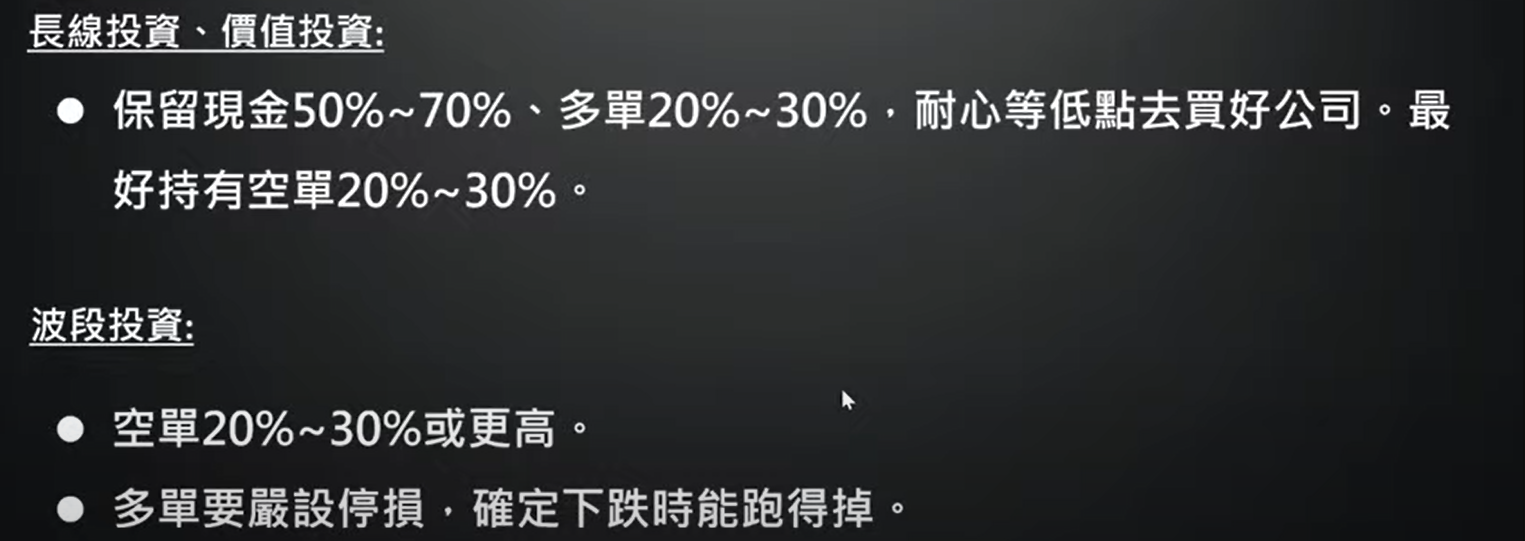 長線投資、價值投資:
● 保留現金50%~70%、多單20%~30%，耐心等低點去買好公司。最
好持有空單20%~30%。
波段投資:
● 空單20%~30%或更高。
● 多單要嚴設停損，確定下跌時能跑得掉。